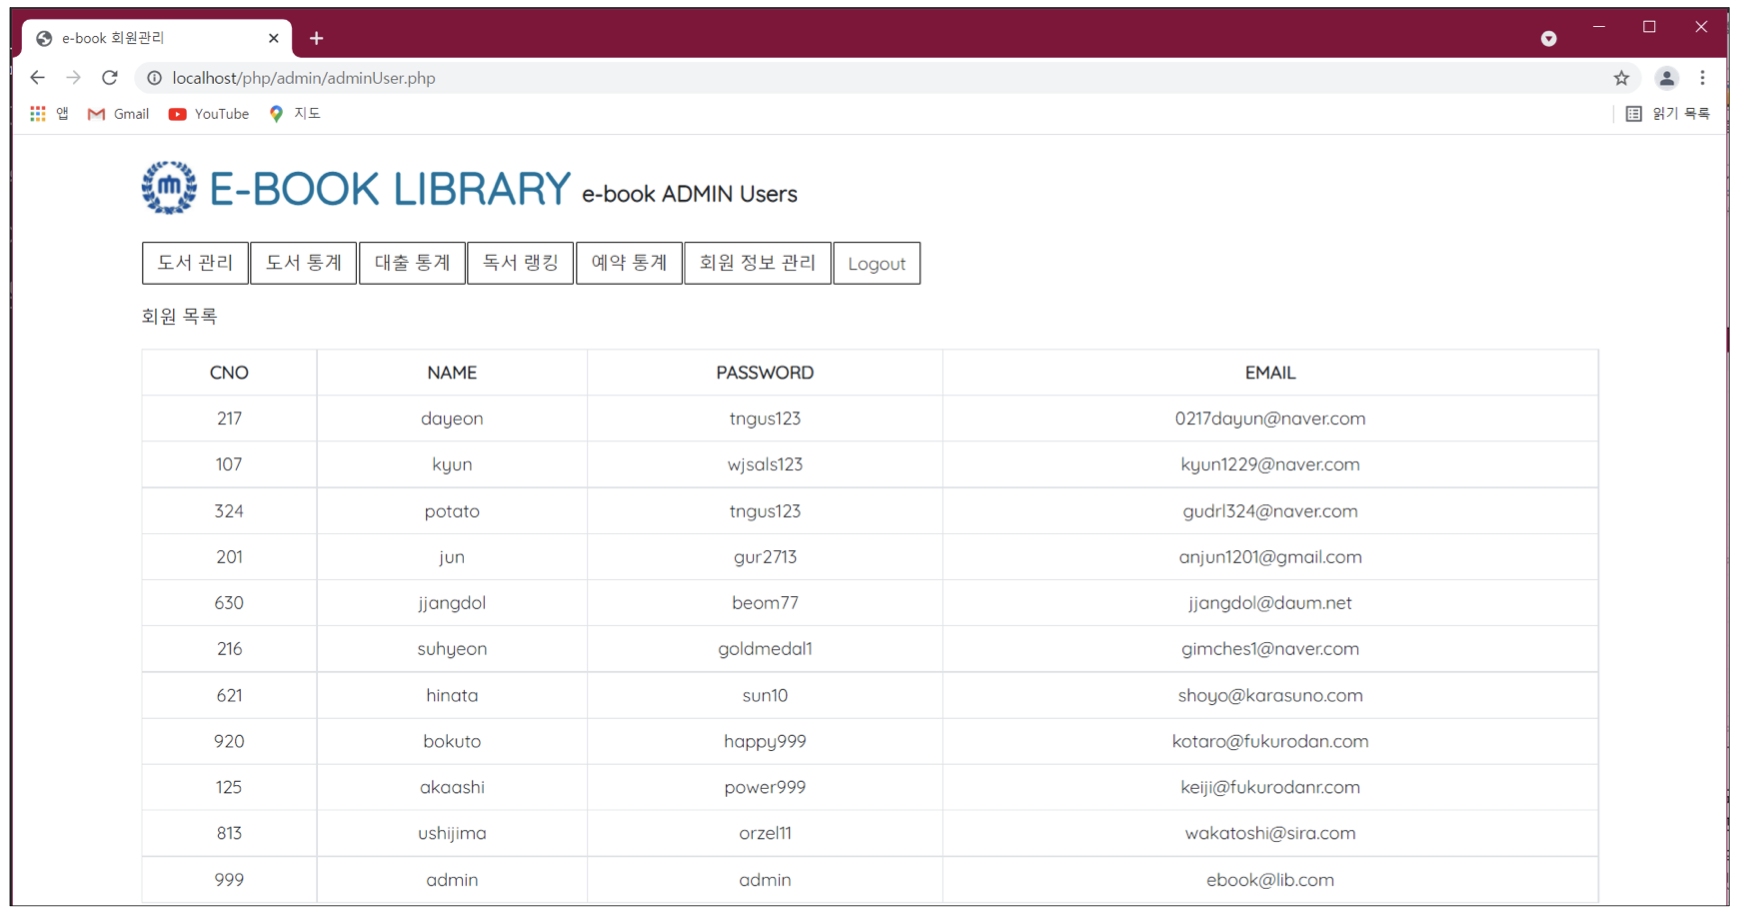 e-book 회원관리
localhost/php/admin/adminUser.php
앱 Gmail YouTube 지도 읽기 목록
E-BOOK LIBRARY e-book ADMIN Users
도서 관리 도서 통계 대출 통계 독서 랭킹 예약 통계 회원 정보 관리 Logout
회원 목록
CNO NAME PASSWORD EMAIL
217 dayeon tngus123 0217dayun@naver.com
107 kyun wjsals123 kyun1229@naver.com
324 potato tngus123 gudrl324@naver.com
201 jun gur2713 anjun1201@gmail.com
630 jjangdol beom77 jjangdol@daum.net
216 suhyeon goldmedal1 gimches1@naver.com
621 hinata sun10 shoyo@karasuno.com
920 bokuto happy999 kotaro@fukurodan.com
125 akaashi power999 keiji@fukurodanr.com
813 ushijima orzel11 wakatoshi@sira.com
999 admin admin ebook@lib.com